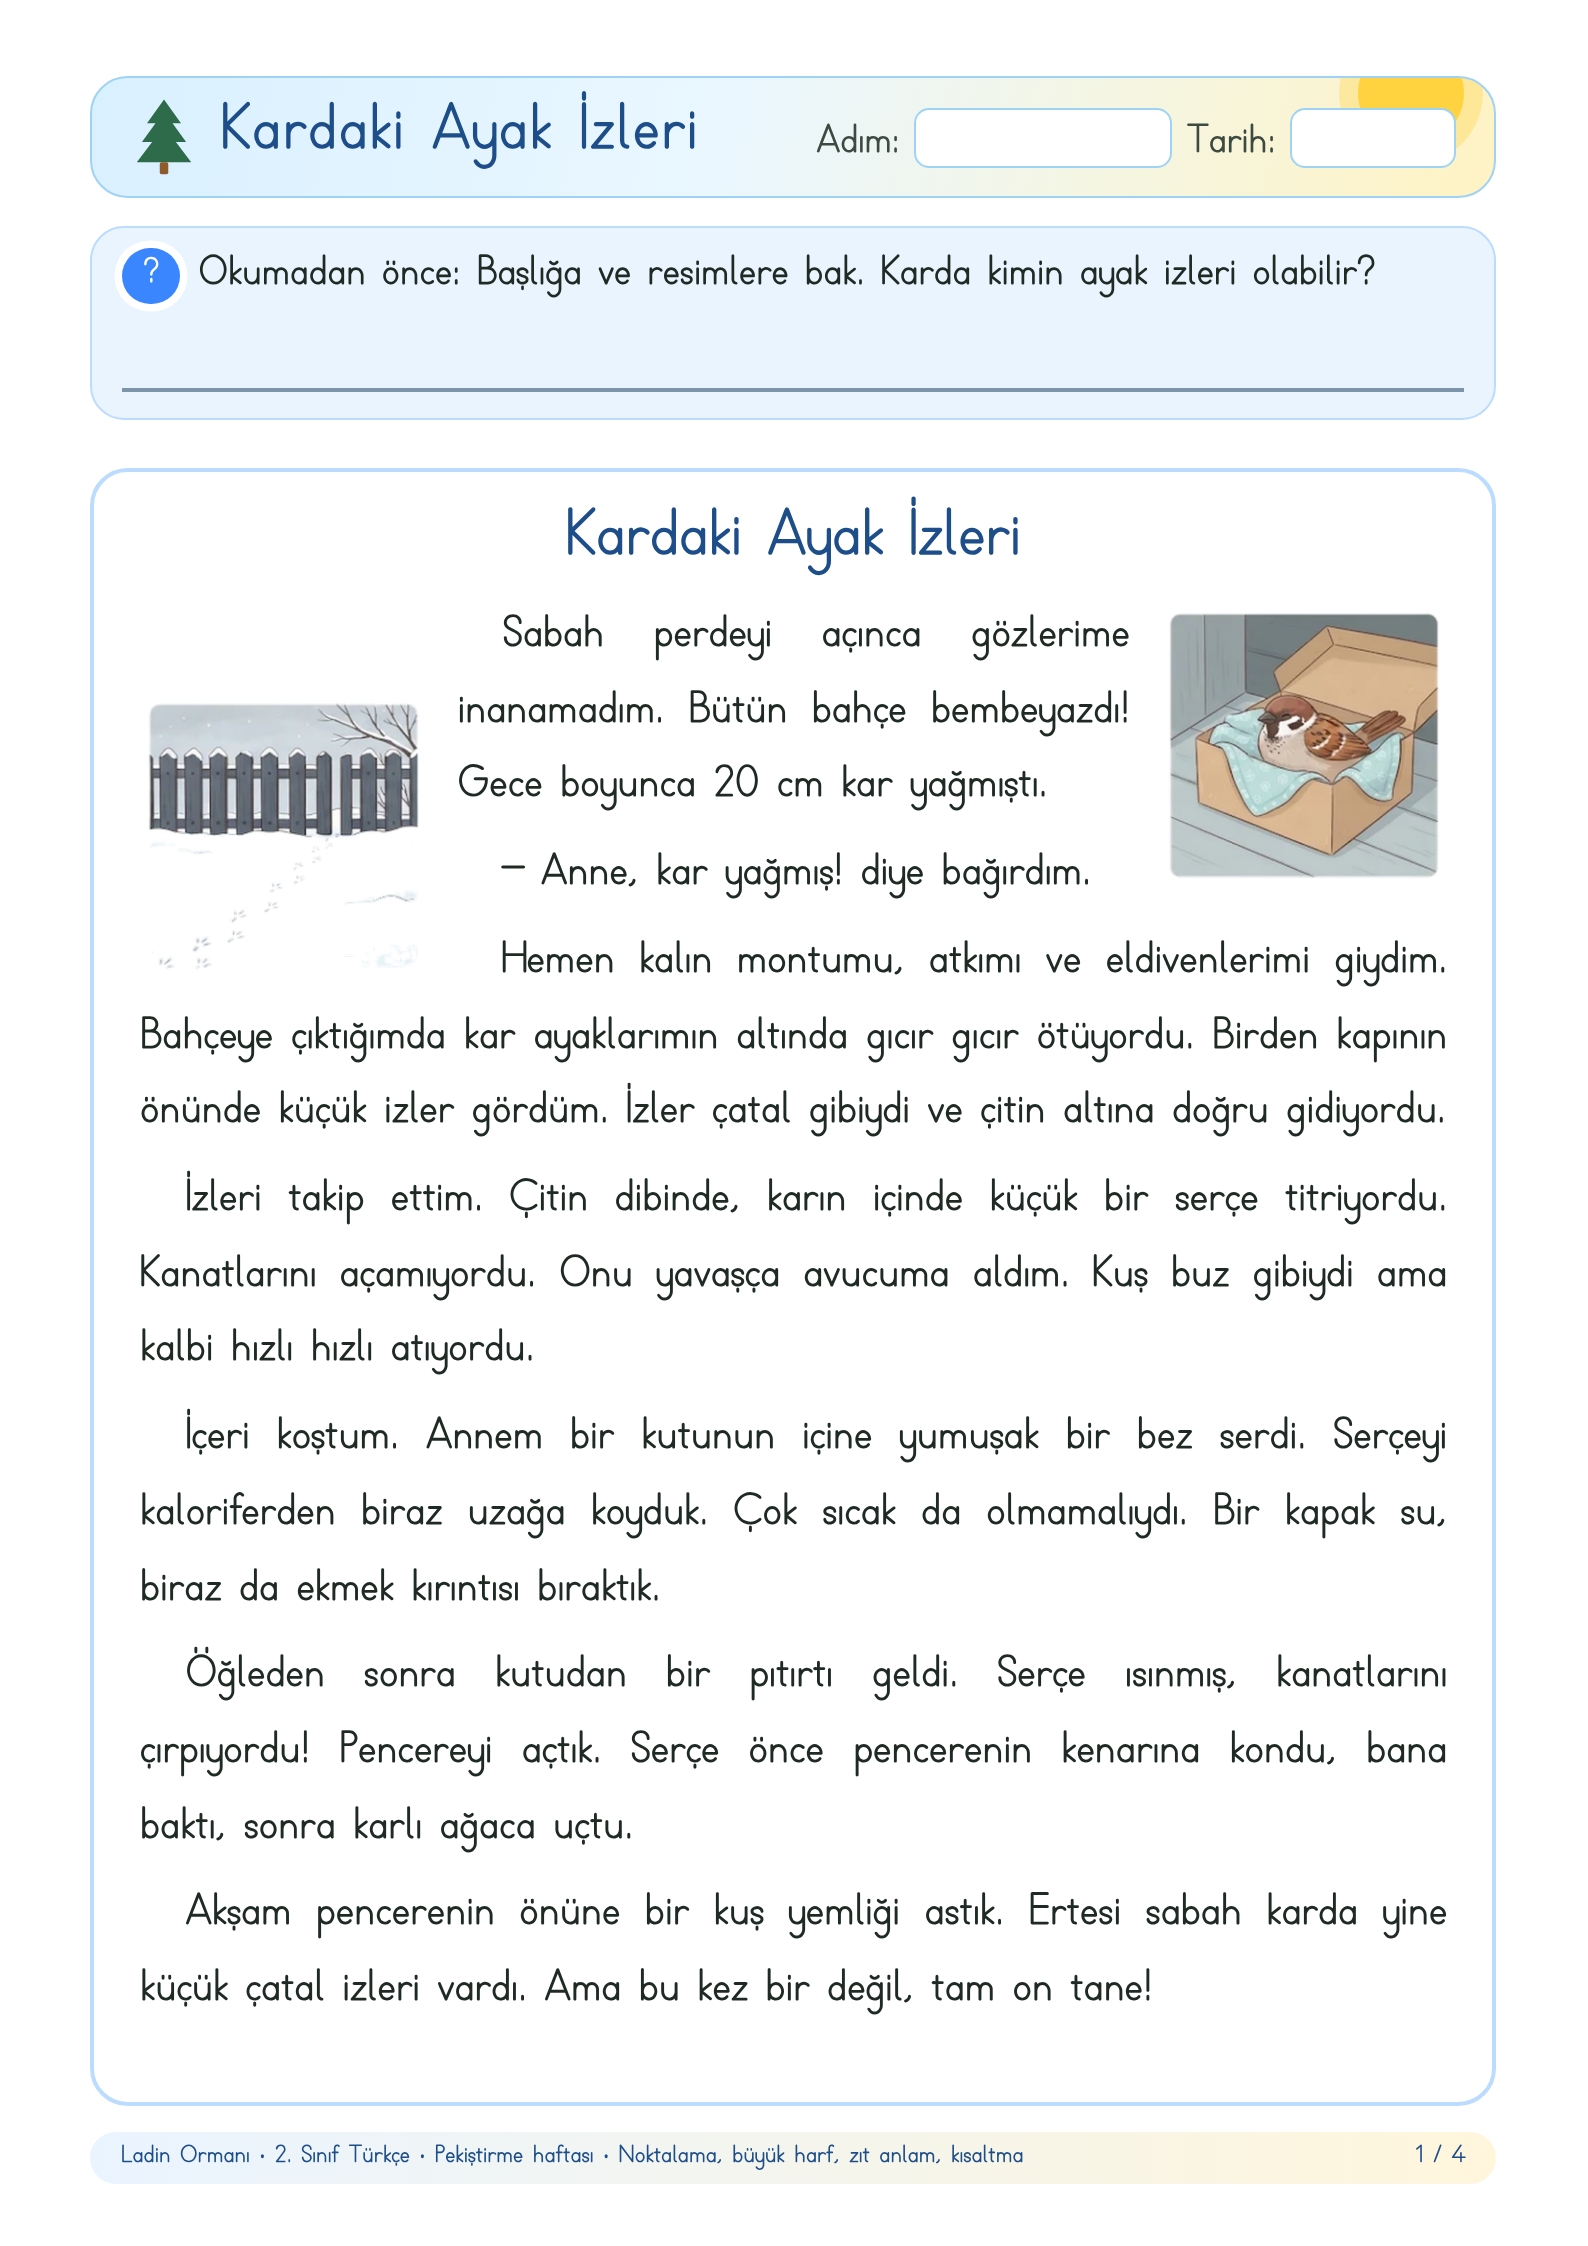 Kardaki Ayak İzleri
Adım:
Tarih:
?
Okumadan önce: Başlığa ve resimlere bak. Karda kimin ayak izleri olabilir?
Kardaki Ayak İzleri
Sabah perdeyi açınca gözlerime
inanamadım. Bütün bahçe bembeyazdı!
Gece boyunca 20 cm kar yağmıştı.
– Anne, kar yağmış! diye bağırdım.
Hemen kalın montumu, atkımı ve eldivenlerimi giydim.
Bahçeye çıktığımda kar ayaklarımın altında gıcır gıcır ötüyordu. Birden kapının
önünde küçük izler gördüm. İzler çatal gibiydi ve çitin altına doğru gidiyordu.
İzleri takip ettim. Çitin dibinde, karın içinde küçük bir serçe titriyordu.
Kanatlarını açamıyordu. Onu yavaşça avucuma aldım. Kuş buz gibiydi ama
kalbi hızlı hızlı atıyordu.
İçeri koştum. Annem bir kutunun içine yumuşak bir bez serdi. Serçeyi
kaloriferden biraz uzağa koyduk. Çok sıcak da olmamalıydı. Bir kapak su,
biraz da ekmek kırıntısı bıraktık.
Öğleden sonra kutudan bir pıtırtı geldi. Serçe ısınmış, kanatlarını
çırpıyordu! Pencereyi açtık. Serçe önce pencerenin kenarına kondu, bana
baktı, sonra karlı ağaca uçtu.
Akşam pencerenin önüne bir kuş yemliği astık. Ertesi sabah karda yine
küçük çatal izleri vardı. Ama bu kez bir değil, tam on tane!
Ladin Ormanı • 2. Sınıf Türkçe • Pekiştirme haftası • Noktalama, büyük harf, zıt anlam, kısaltma
1 / 4